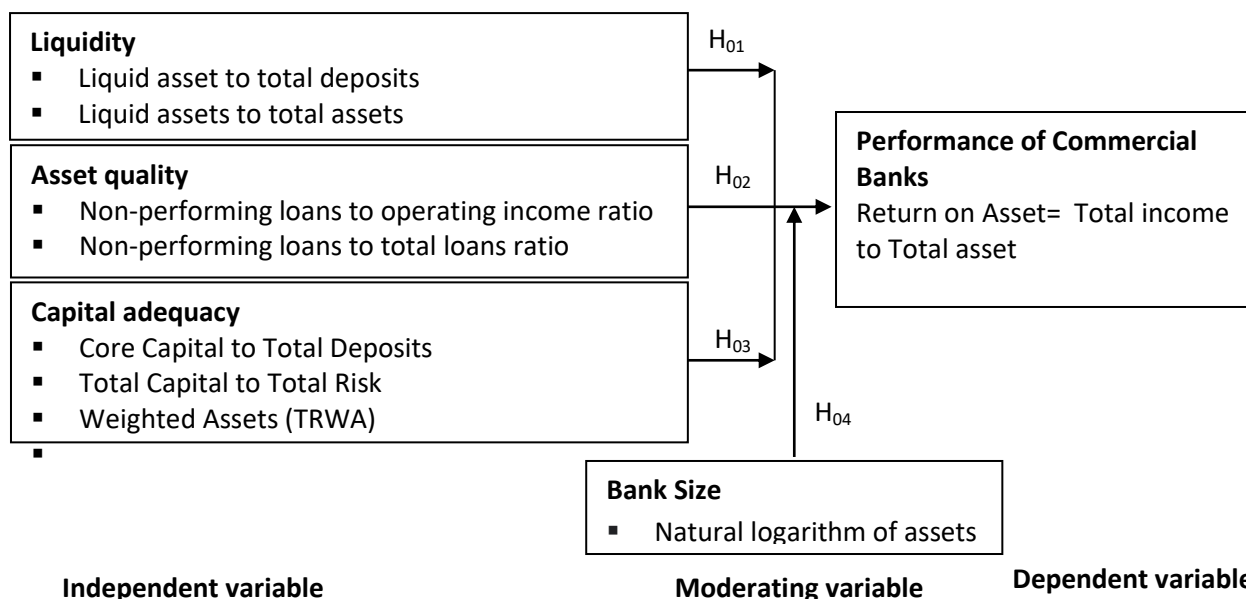 Liquidity
▪ Liquid asset to total deposits
▪ Liquid assets to total assets
H01
Asset quality
▪ Non-performing loans to operating income ratio
▪ Non-performing loans to total loans ratio
H02
Performance of Commercial
Banks
Return on Asset= Total income
to Total asset
Capital adequacy
▪ Core Capital to Total Deposits
▪ Total Capital to Total Risk
▪ Weighted Assets (TRWA)
▪
H03
H04
Bank Size
▪ Natural logarithm of assets
Independent variable
Moderating variable
Dependent variable